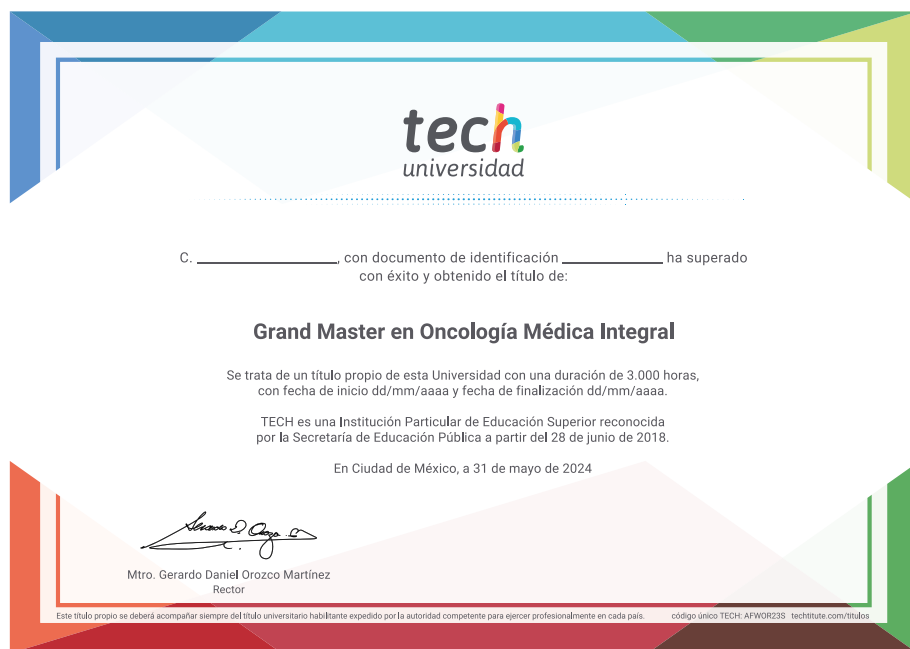 tech
universidad
C. ____________, con documento de identificación ____________ ha superado
con éxito y obtenido el título de:
Grand Master en Oncología Médica Integral
Se trata de un título propio de esta Universidad con una duración de 3.000 horas,
con fecha de inicio dd/mm/aaaa y fecha de finalización dd/mm/aaaa.
TECH es una Institución Particular de Educación Superior reconocida
por la Secretaría de Educación Pública a partir del 28 de junio de 2018.
En Ciudad de México, a 31 de mayo de 2024
Mtro. Gerardo Daniel Orozco Martínez
Rector
Este título propio se deberá acompañar siempre del título universitario habilitante expedido por la autoridad competente para ejercer profesionalmente en cada país. código único TECH: AFWOR23S techtitute.com/titulos